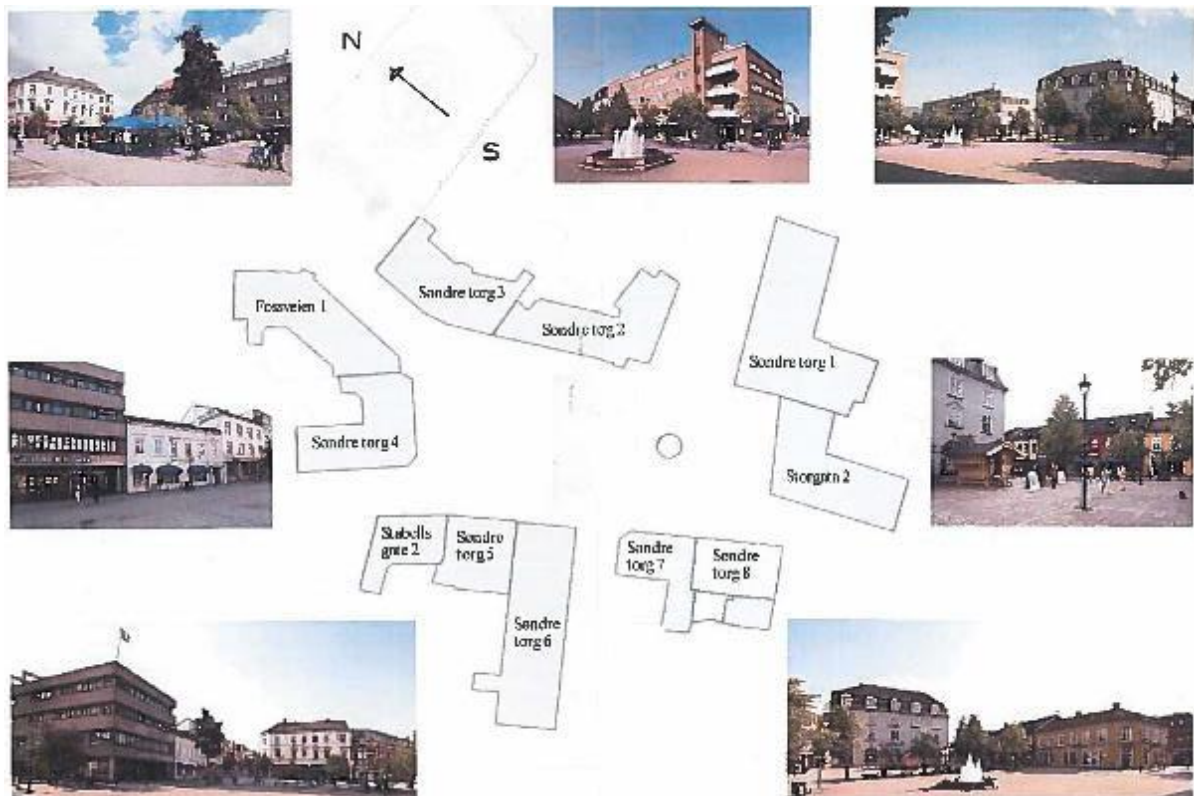 N
S
Fossveien 1
Søndre torg 3
Søndre torg 2
Søndre torg 1
Søndre torg 4
Storgata 2
Stabells
gate 2
Søndre
torg 5
Søndre
torg 6
Søndre
torg 7
Søndre
torg 8